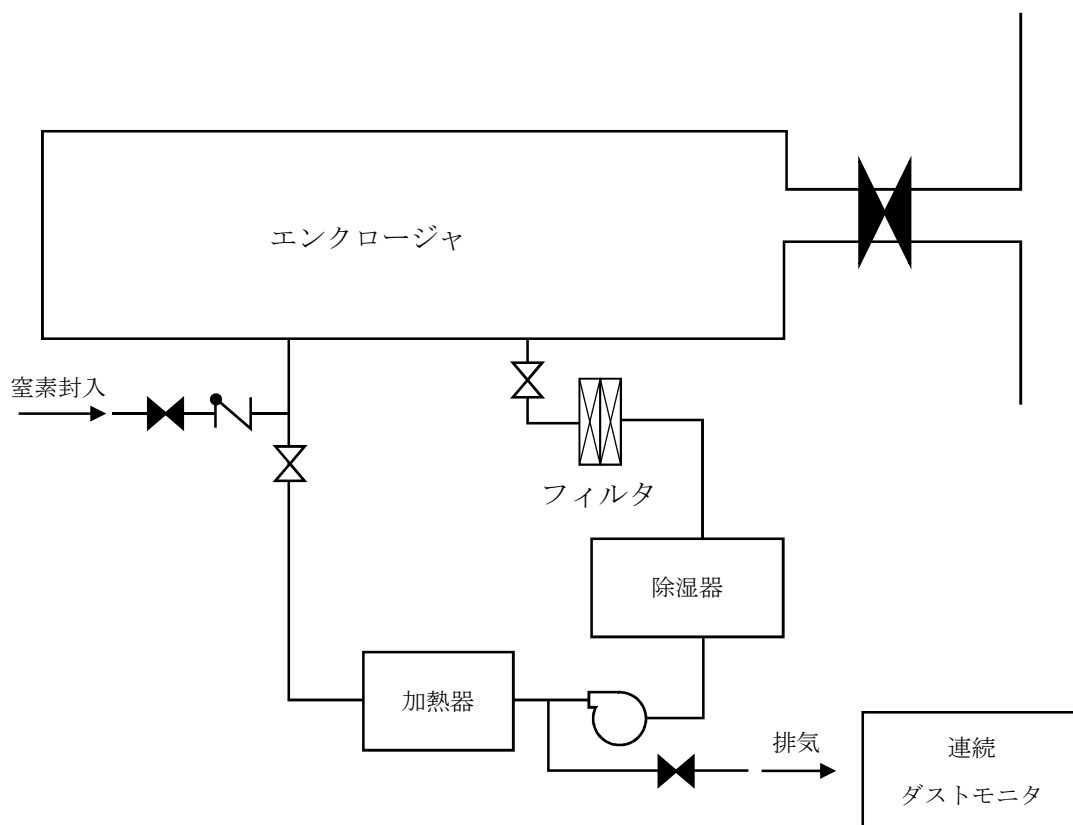 エンクロージャ
窒素封入
フィルタ
除湿器
加熱器
排気
連続
ダストモニタ